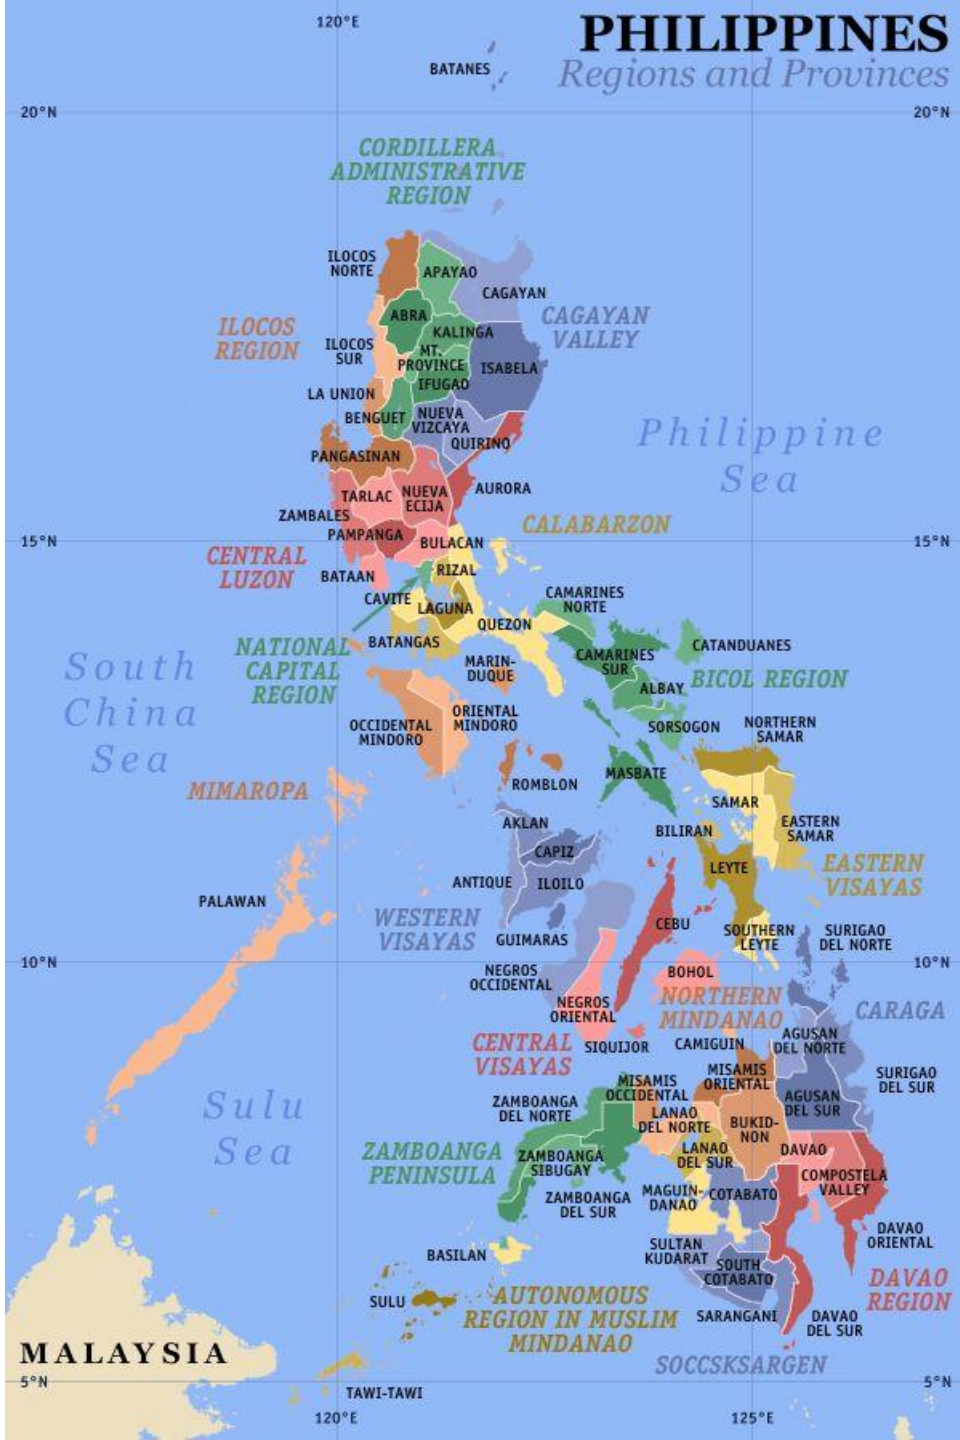 PHILIPPINES
Regions and Provinces
120°E
BATANES
20°N
20°N
CORDILLERA
ADMINISTRATIVE
REGION
ILOCOS
NORTE
APAYAO
CAGAYAN
CAGAYAN
VALLEY
ABRA
ILOCOS
REGION
KALINGA
ILOCOS
SUR
MT.
PROVINCE
ISABELA
IFUGAO
LA UNION
BENGUET
NUEVA
VIZCAYA
QUIRINO
Philippine
Sea
PANGASINAN
TARLAC
NUEVA
ECIJA
AURORA
ZAMBALES
PAMPANGA
CALABARZON
15°N
15°N
BULACAN
CENTRAL
LUZON
BATAAN
RIZAL
CAVITE
LAGUNA
CAMARINES
NORTE
QUEZON
BATANGAS
NATIONAL
CAPITAL
REGION
CATANDUANES
CAMARINES
SUR
MARIN-
DUQUE
ALBAY
BICOL REGION
South
China
Sea
ORIENTAL
MINDORO
OCCIDENTAL
MINDORO
SORSOGON
NORTHERN
SAMAR
MASBATE
ROMBLON
MIMAROPA
SAMAR
AKLAN
BILIRAN
EASTERN
SAMAR
CAPIZ
LEYTE
EASTERN
VISAYAS
ANTIQUE
ILOILO
PALAWAN
WESTERN
VISAYAS
CEBU
GUIMARAS
SOUTHERN
LEYTE
SURIGAO
DEL NORTE
10°N
10°N
NEGROS
OCCIDENTAL
BOHOL
NORTHERN
MINDANAO
NEGROS
ORIENTAL
CARAGA
CENTRAL
VISAYAS
SIQUIJOR
CAMIGUIN
AGUSAN
DEL NORTE
MISAMIS
OCCIDENTAL
MISAMIS
ORIENTAL
SURIGAO
DEL SUR
Sulu
Sea
ZAMBOANGA
DEL NORTE
LANAO
DEL NORTE
AGUSAN
DEL SUR
BUKID-
NON
ZAMBOANGA
PENINSULA
ZAMBOANGA
SIBUGAY
LANAO
DEL SUR
DAVAO
COMPOSTELA
VALLEY
ZAMBOANGA
DEL SUR
MAGUIN-
DANAO
COTABATO
DAVAO
ORIENTAL
BASILAN
SULTAN
KUDARAT
SOUTH
COTABATO
DAVAO
REGION
SULU
AUTONOMOUS
REGION IN MUSLIM
MINDANAO
SARANGANI
DAVAO
DEL SUR
MALAYSIA
SOCCSKSARGEN
5°N
5°N
TAWI-TAWI
120°E
125°E